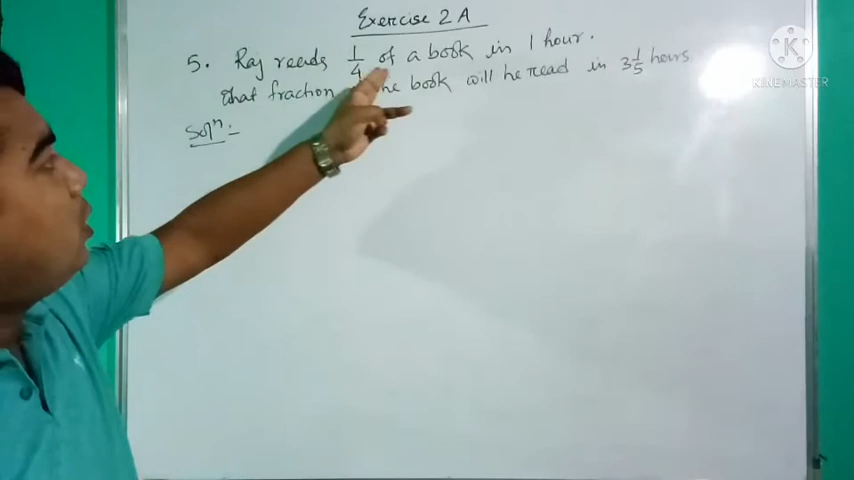 Exercise 2A
5. Raj reads 1/4 of a book in 1 hour.
What fraction the book will he read in 3 1/5 hours
Solⁿ:-
K
KINEMASTER